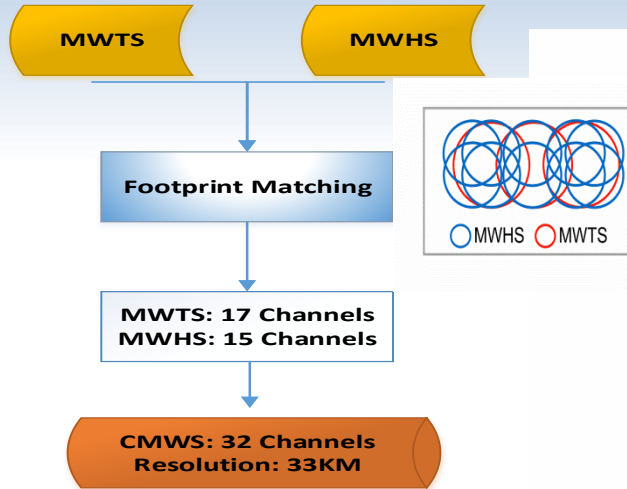 MWTS
MWHS
Footprint Matching
MWHS
MWTS
MWTS: 17 Channels
MWHS: 15 Channels
CMWS: 32 Channels
Resolution: 33KM